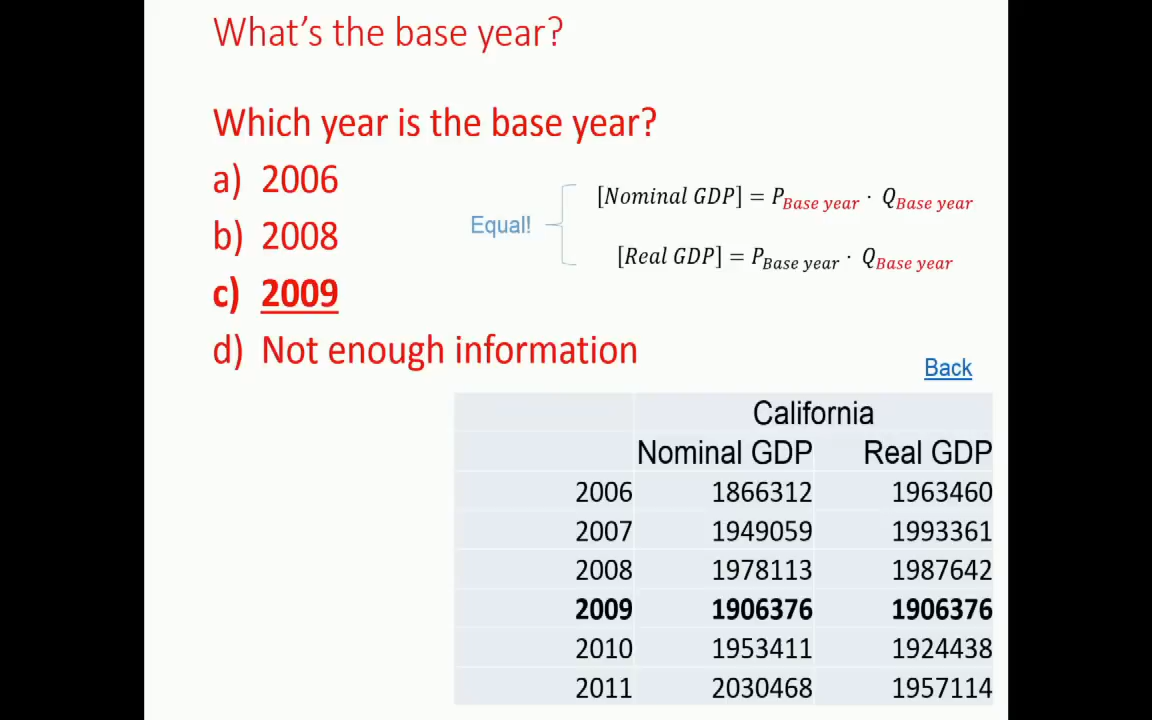 What's the base year?
Which year is the base year?
a) 2006
b) 2008
c) 2009
d) Not enough information
Equal!
[Nominal GDP] = P_Base year · Q_Base year
[Real GDP] = P_Base year · Q_Base year
Back
California
Nominal GDP Real GDP
2006 1866312 1963460
2007 1949059 1993361
2008 1978113 1987642
2009 1906376 1906376
2010 1953411 1924438
2011 2030468 1957114